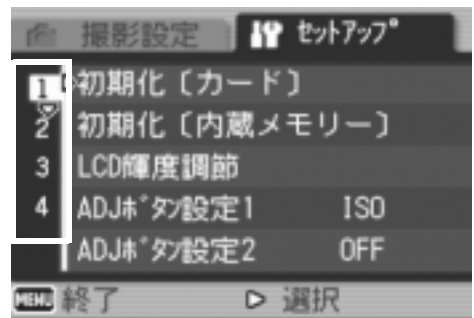 撮影設定 セットアップ
1 初期化〔カード〕
2 初期化〔内蔵メモリー〕
3 LCD輝度調節
4 ADJボタン設定1 ISO
ADJボタン設定2 OFF
MENU 終了 ▷ 選択